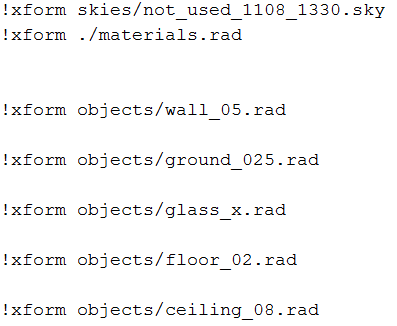 !xform skies/not_used_1108_1330.sky
!xform ./materials.rad
!xform objects/wall_05.rad
!xform objects/ground_025.rad
!xform objects/glass_x.rad
!xform objects/floor_02.rad
!xform objects/ceiling_08.rad